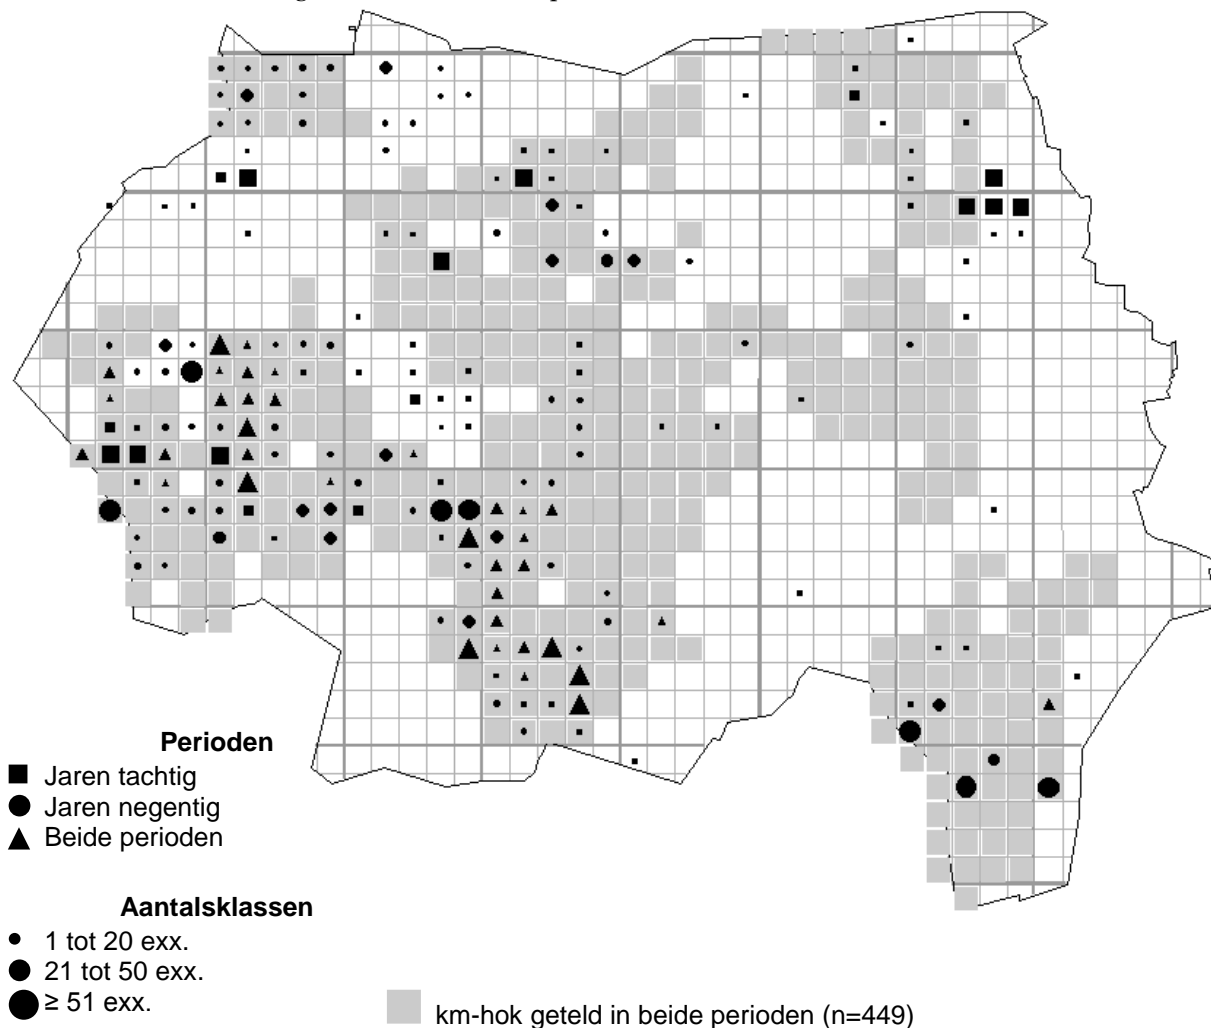 Perioden
Jaren tachtig
Jaren negentig
Beide perioden
Aantalsklassen
1 tot 20 exx.
21 tot 50 exx.
≥ 51 exx.
km-hok geteld in beide perioden (n=449)